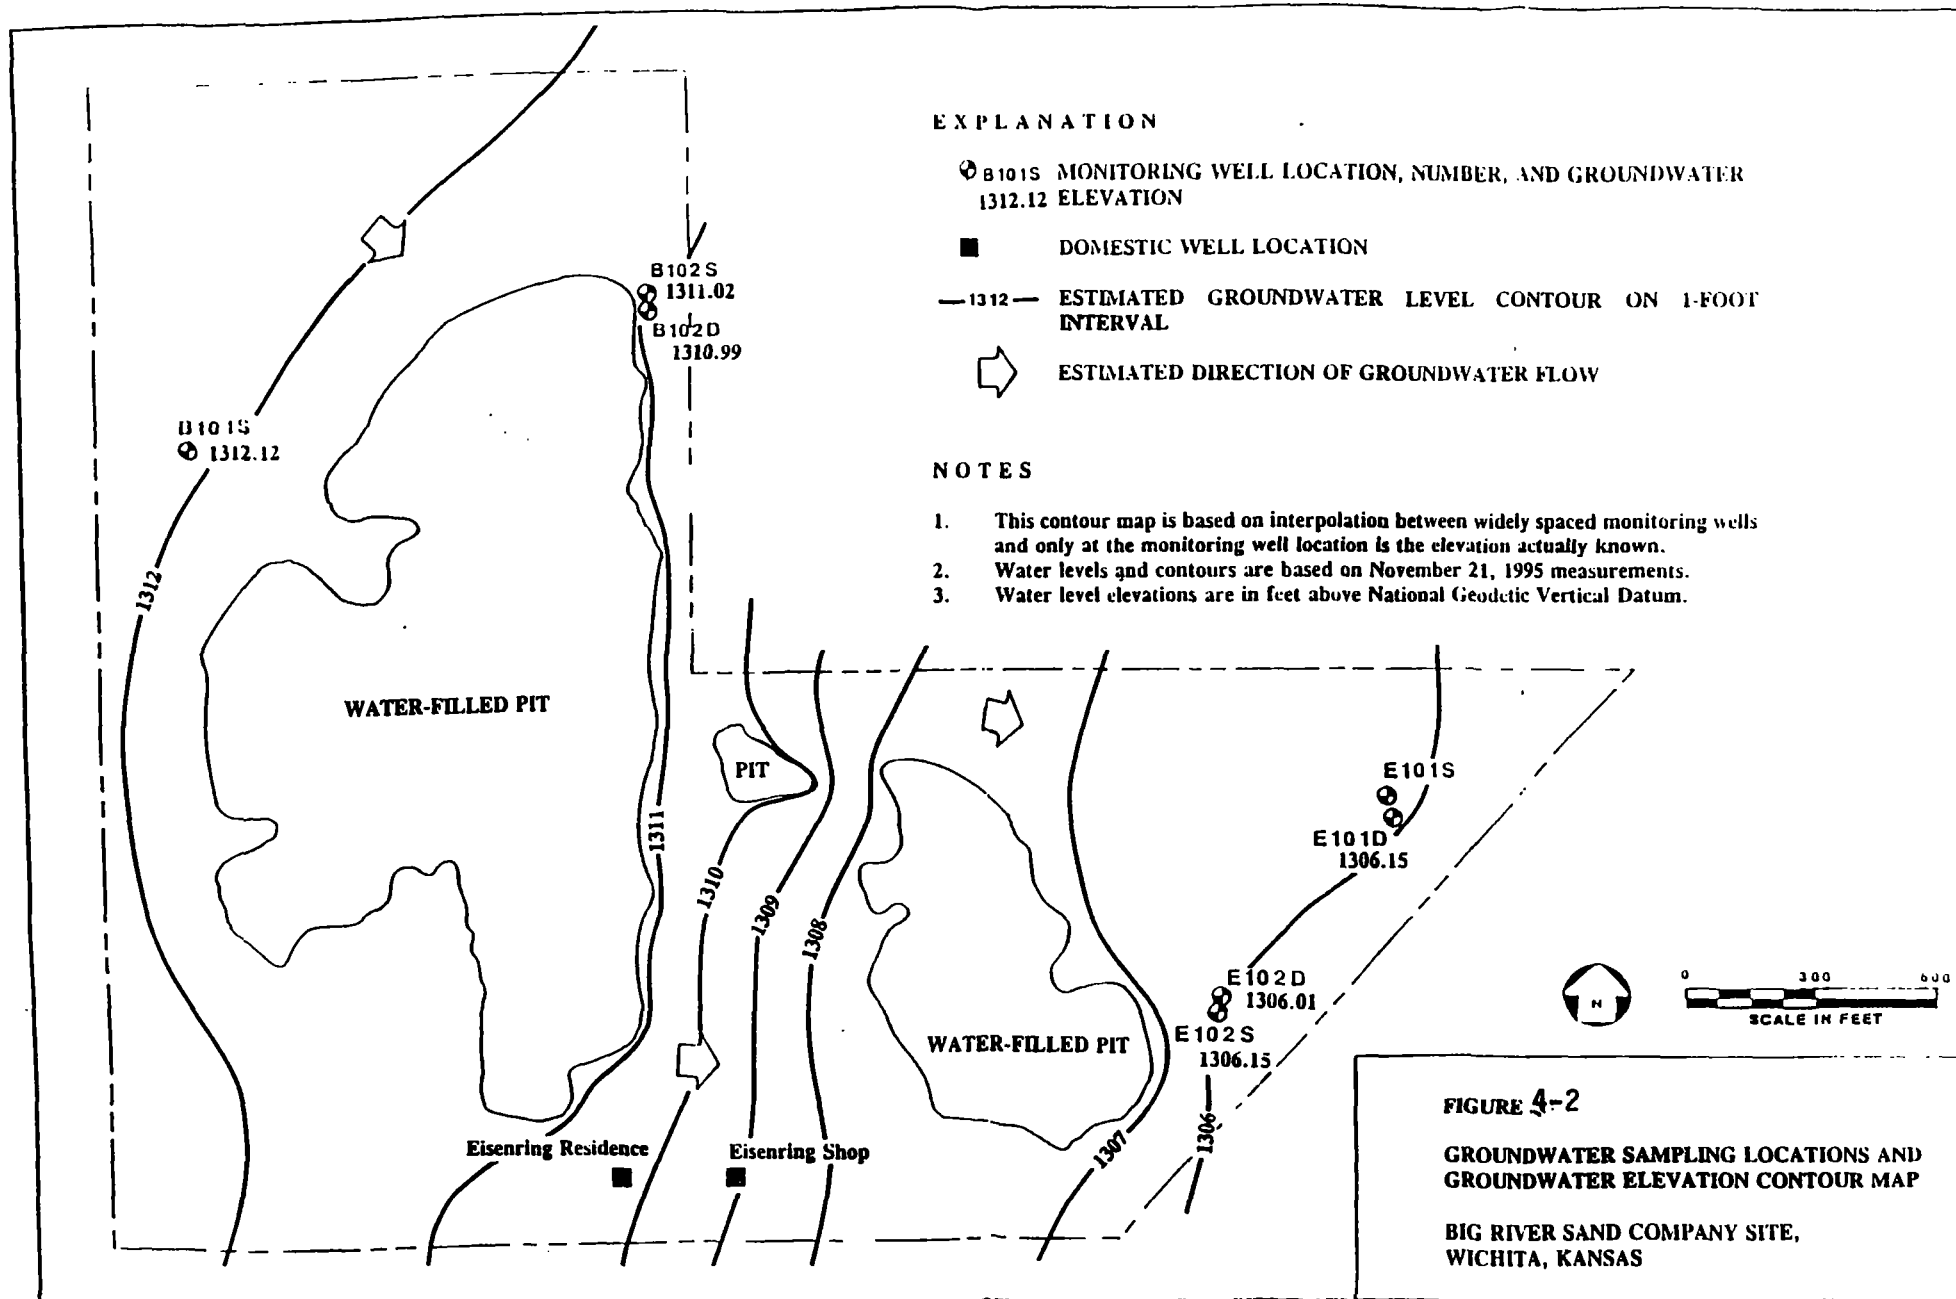 EXPLANATION
B101S MONITORING WELL LOCATION, NUMBER, AND GROUNDWATER
1312.12 ELEVATION
DOMESTIC WELL LOCATION
1312 ESTIMATED GROUNDWATER LEVEL CONTOUR ON 1-FOOT
INTERVAL
ESTIMATED DIRECTION OF GROUNDWATER FLOW
NOTES
1. This contour map is based on interpolation between widely spaced monitoring wells
and only at the monitoring well location is the elevation actually known.
2. Water levels and contours are based on November 21, 1995 measurements.
3. Water level elevations are in feet above National Geodetic Vertical Datum.
B102S
1311.02
B102D
1310.99
B101S
1312.12
1312
WATER-FILLED PIT
PIT
1311
1310
1309
1308
E101S
E101D
1306.15
E102D
1306.01
E102S
1306.15
WATER-FILLED PIT
1307
1306
Eisenring Residence
Eisenring Shop
N
0 300 600
SCALE IN FEET
FIGURE 4-2
GROUNDWATER SAMPLING LOCATIONS AND
GROUNDWATER ELEVATION CONTOUR MAP
BIG RIVER SAND COMPANY SITE,
WICHITA, KANSAS